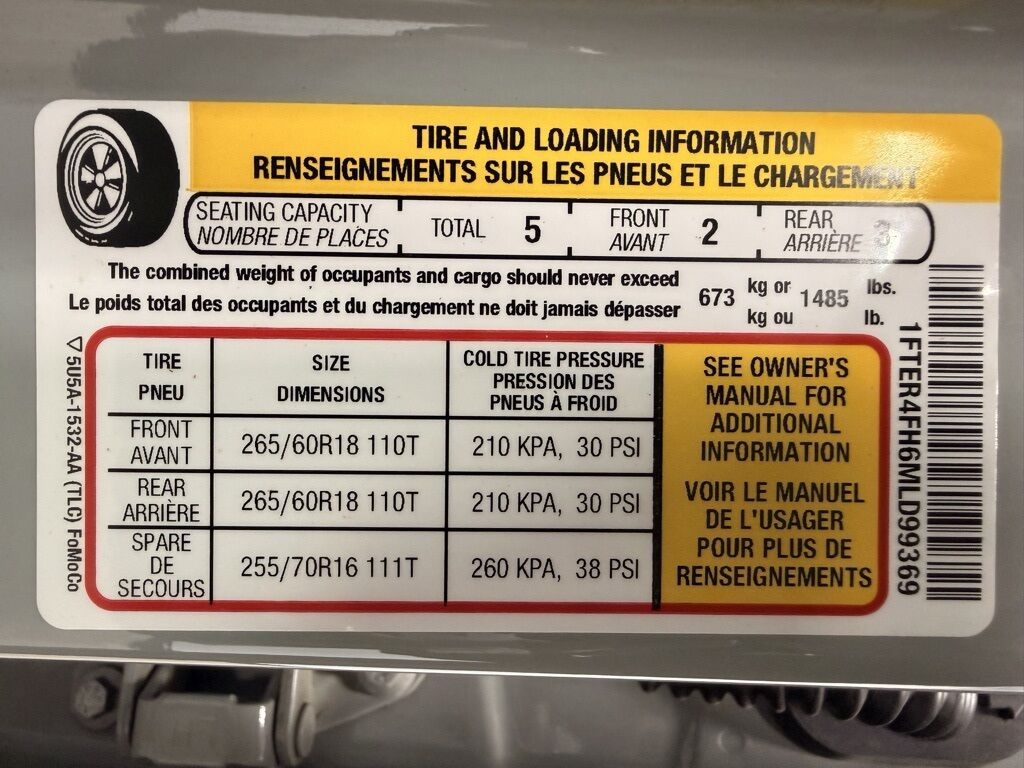 TIRE AND LOADING INFORMATION
RENSEIGNEMENTS SUR LES PNEUS ET LE CHARGEMENT
SEATING CAPACITY TOTAL 5 FRONT 2 REAR 3
NOMBRE DE PLACES AVANT ARRIÈRE
The combined weight of occupants and cargo should never exceed 673 kg or 1485 lbs.
Le poids total des occupants et du chargement ne doit jamais dépasser kg ou lb.
TIRE SIZE COLD TIRE PRESSURE
PNEU DIMENSIONS PRESSION DES
PNEUS À FROID
FRONT
AVANT 265/60R18 110T 210 KPA, 30 PSI
REAR
ARRIÈRE 265/60R18 110T 210 KPA, 30 PSI
SPARE
DE
SECOURS 255/70R16 111T 260 KPA, 38 PSI
SEE OWNER'S
MANUAL FOR
ADDITIONAL
INFORMATION
VOIR LE MANUEL
DE L'USAGER
POUR PLUS DE
RENSEIGNEMENTS
5U5A-1532-AA (TLC) FoMoCo
1FTER4FH6MLD99369